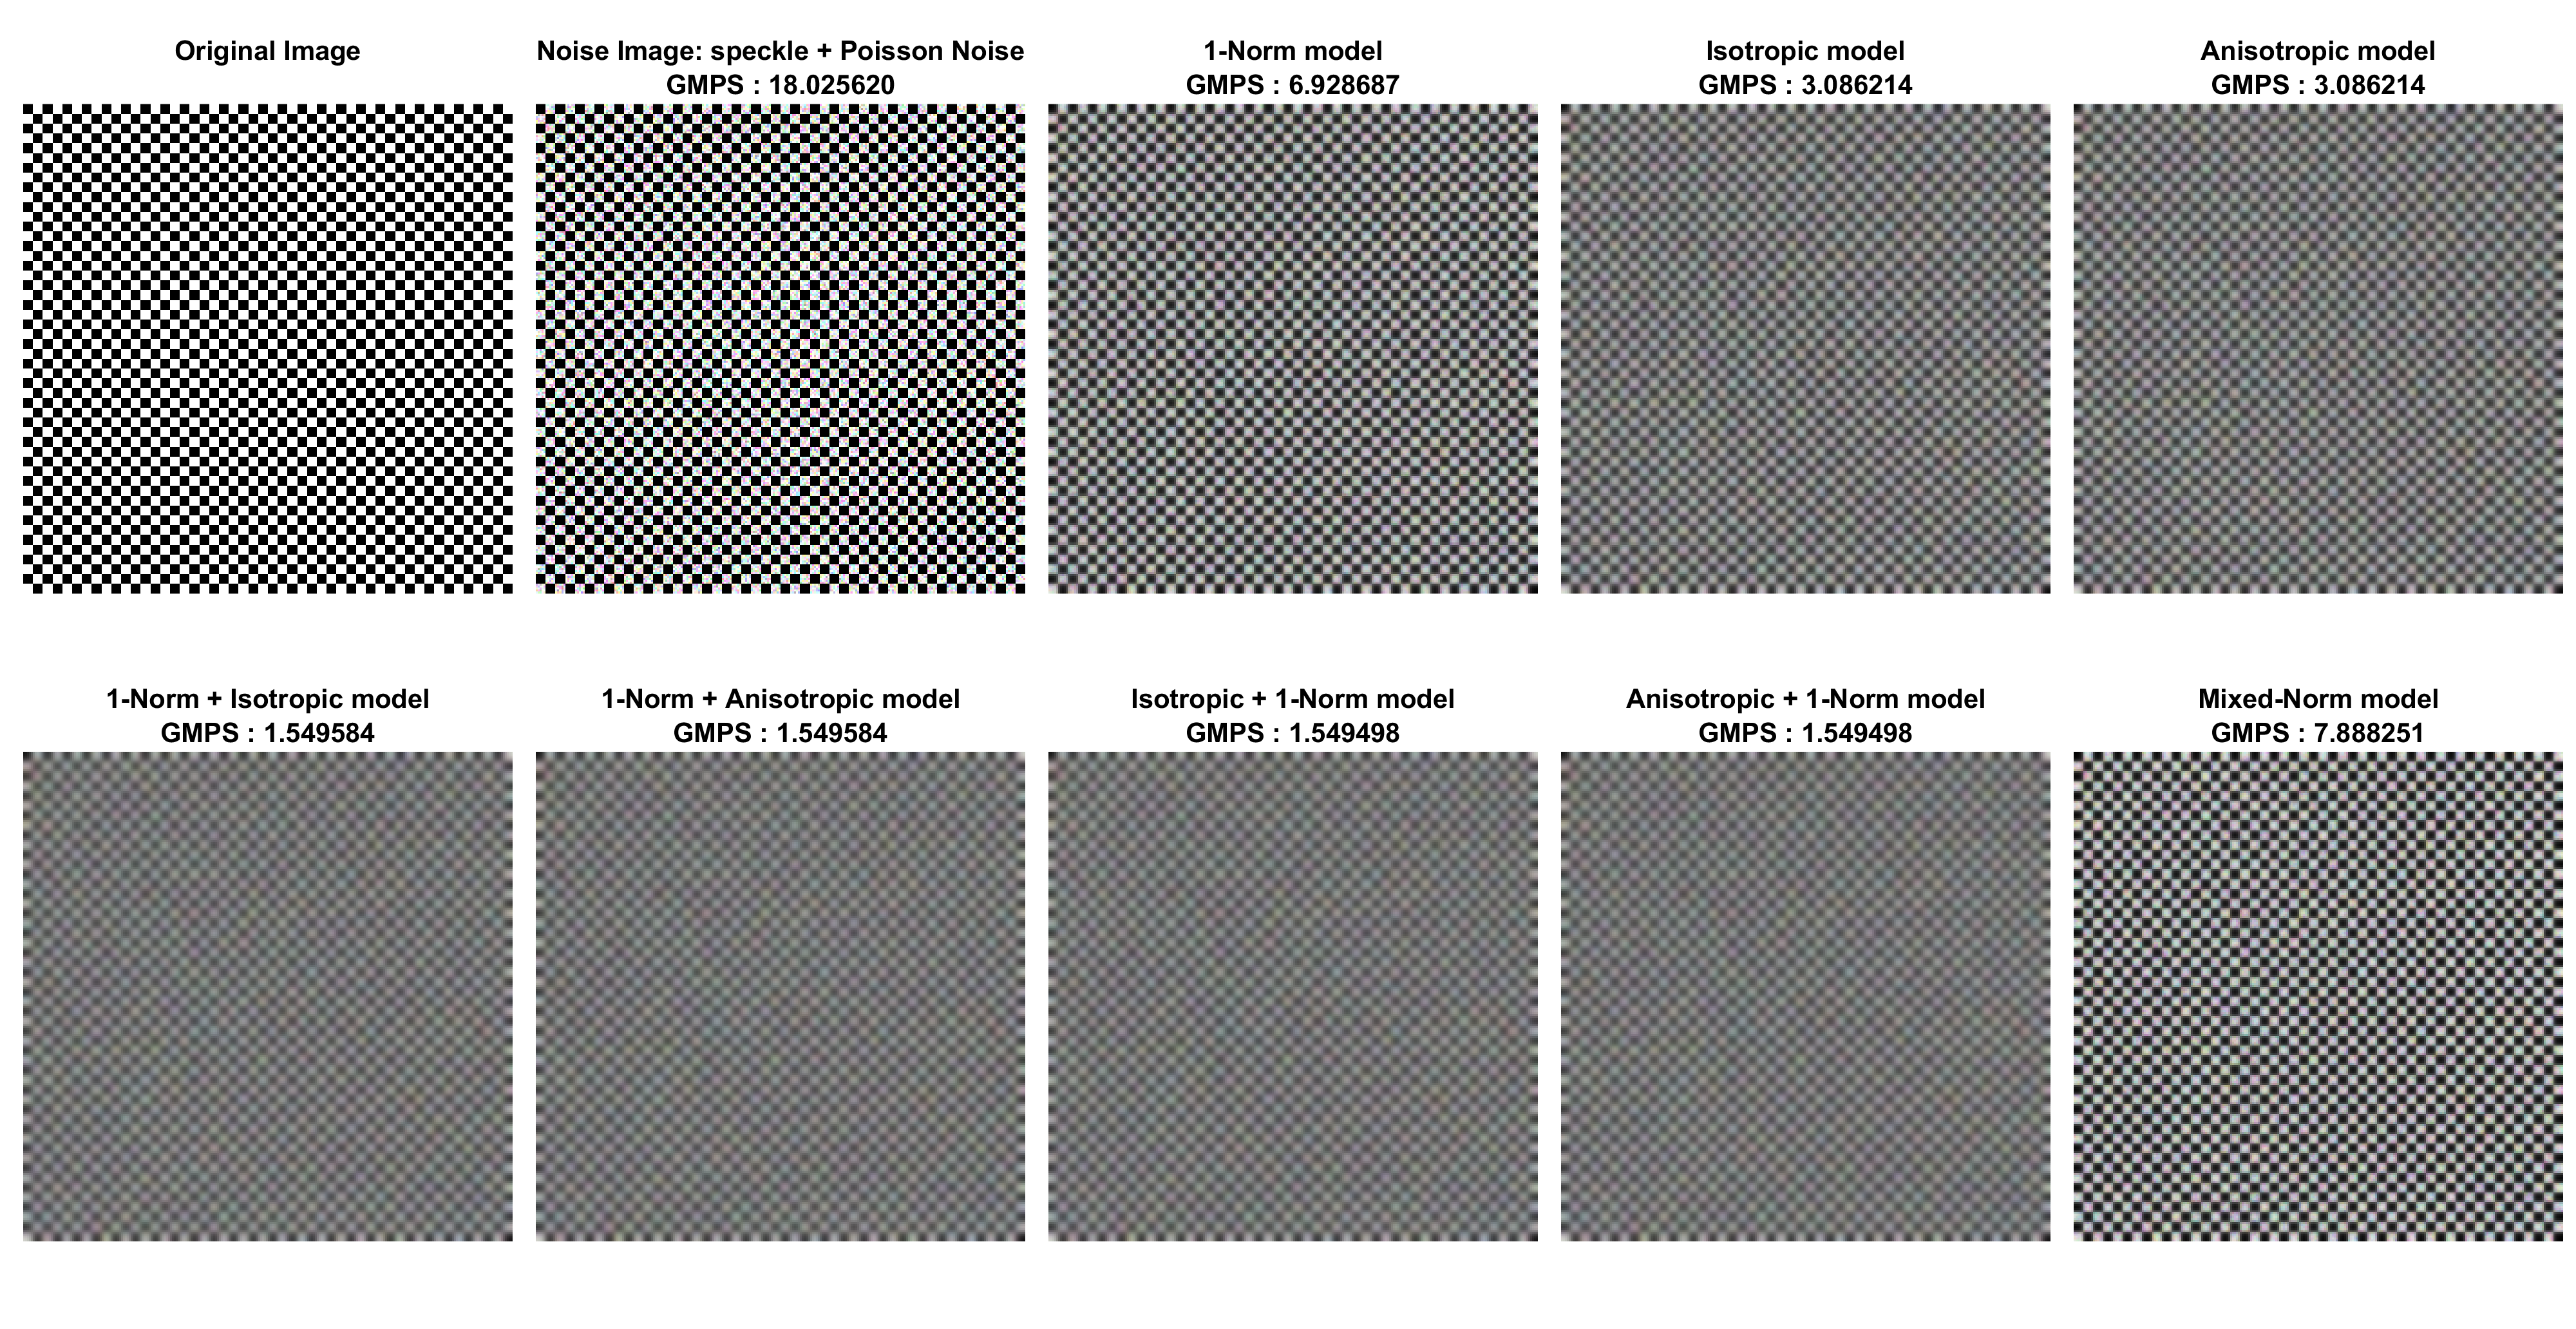 Original Image
Noise Image: speckle + Poisson Noise
GMPS : 18.025620
1-Norm model
GMPS : 6.928687
Isotropic model
GMPS : 3.086214
Anisotropic model
GMPS : 3.086214
1-Norm + Isotropic model
GMPS : 1.549584
1-Norm + Anisotropic model
GMPS : 1.549584
Isotropic + 1-Norm model
GMPS : 1.549498
Anisotropic + 1-Norm model
GMPS : 1.549498
Mixed-Norm model
GMPS : 7.888251